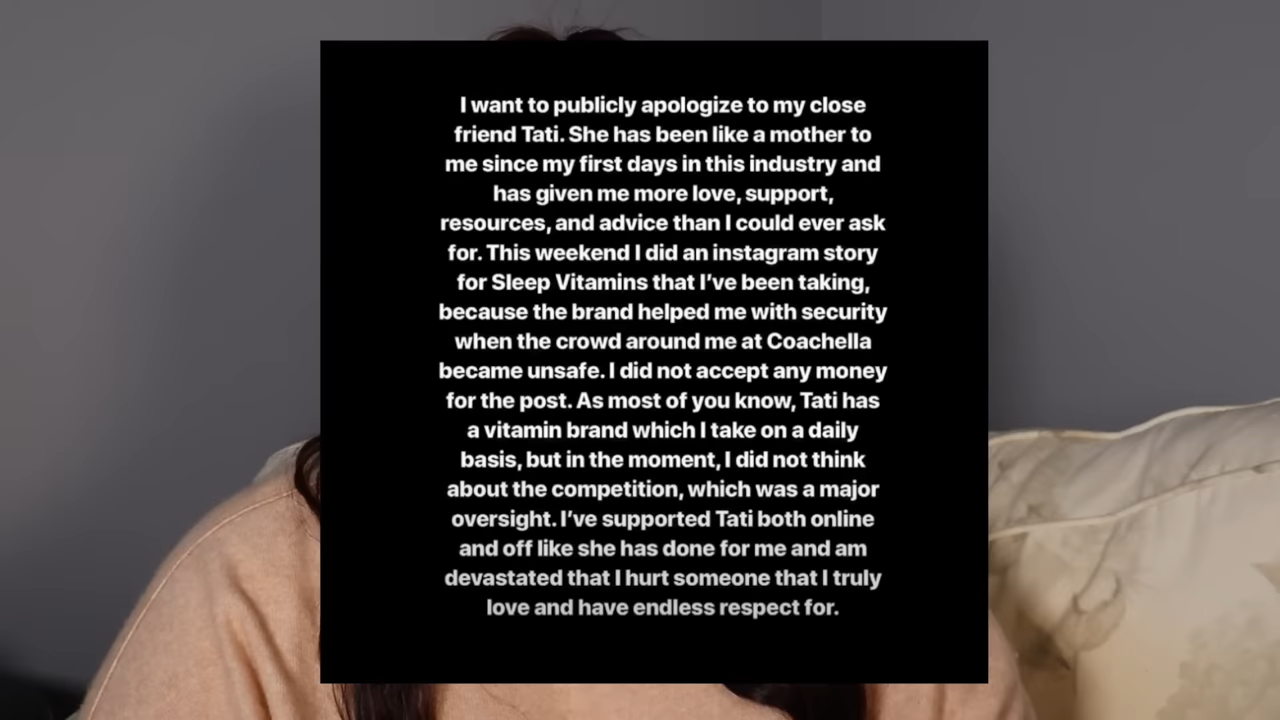 I want to publicly apologize to my close
friend Tati. She has been like a mother to
me since my first days in this industry and
has given me more love, support,
resources, and advice than I could ever ask
for. This weekend I did an instagram story
for Sleep Vitamins that I’ve been taking,
because the brand helped me with security
when the crowd around me at Coachella
became unsafe. I did not accept any money
for the post. As most of you know, Tati has
a vitamin brand which I take on a daily
basis, but in the moment, I did not think
about the competition, which was a major
oversight. I’ve supported Tati both online
and off like she has done for me and am
devastated that I hurt someone that I truly
love and have endless respect for.